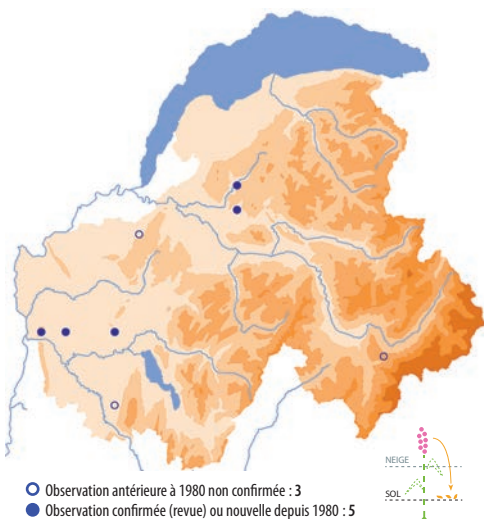 NEIGE
SOL
Observation antérieure à 1980 non confirmée : 3
Observation confirmée (revue) ou nouvelle depuis 1980 : 5